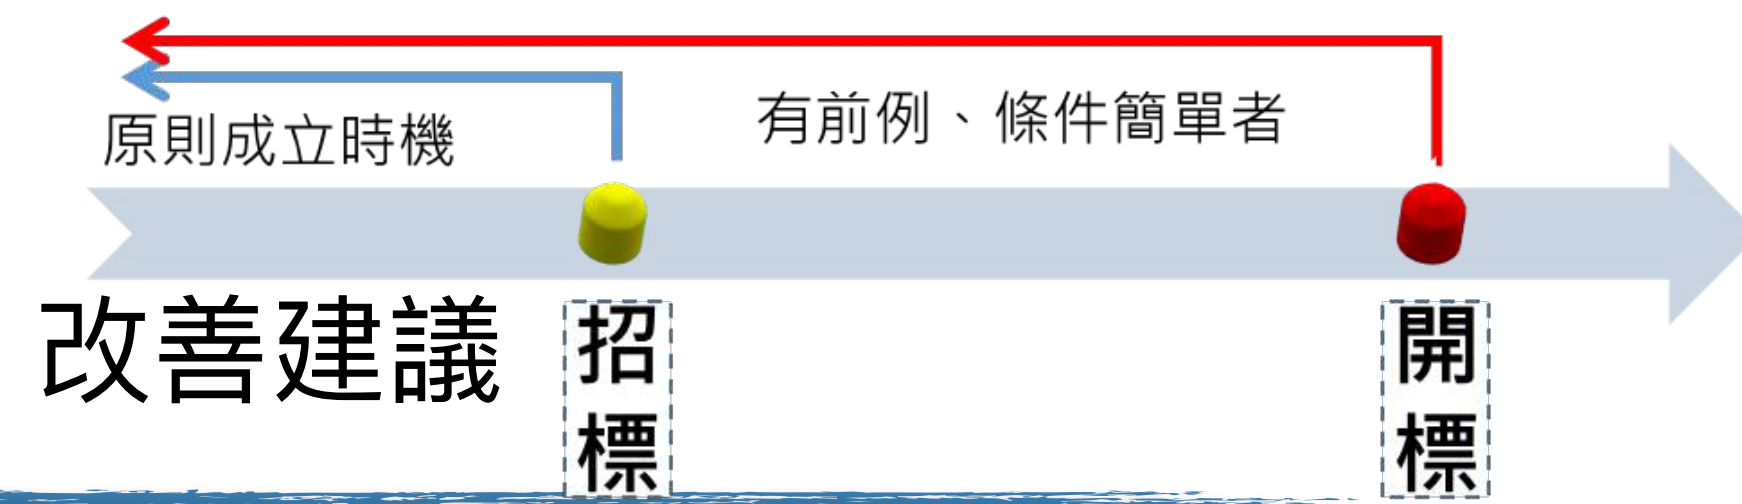 有前例、條件簡單者
原則成立時機
改善建議
招標
開標